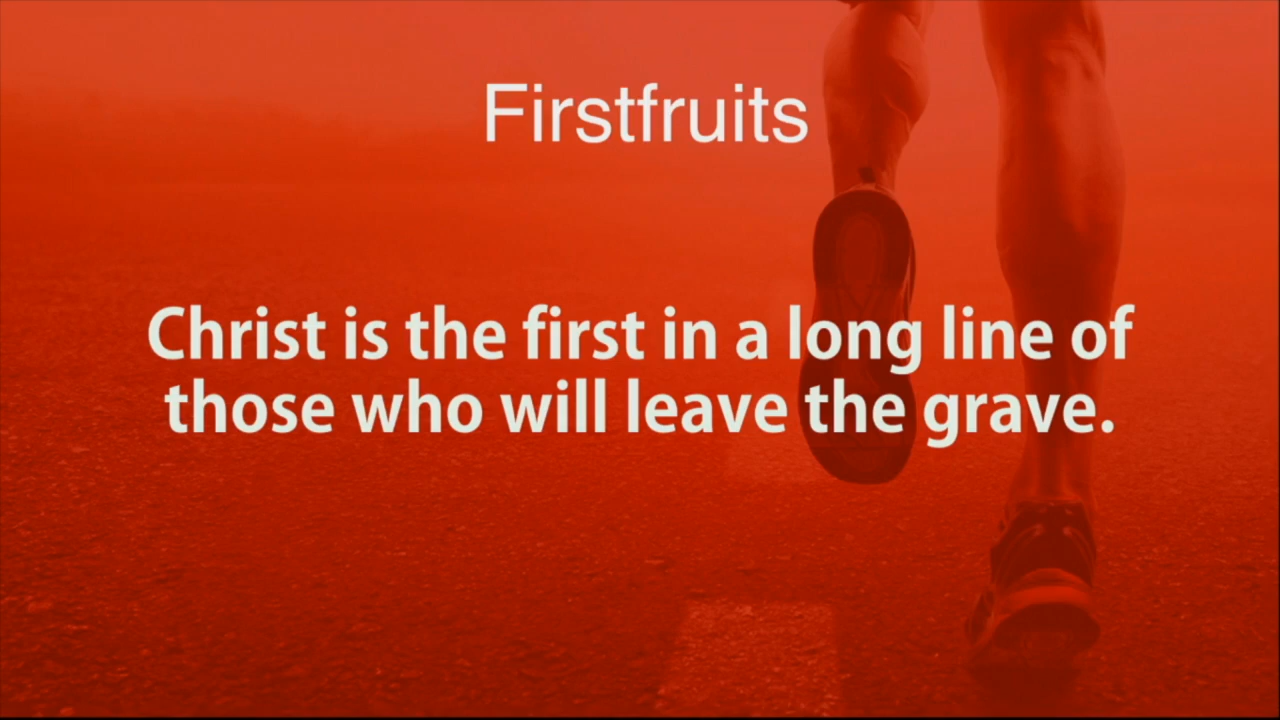 Firstfruits
Christ is the first in a long line of
those who will leave the grave.